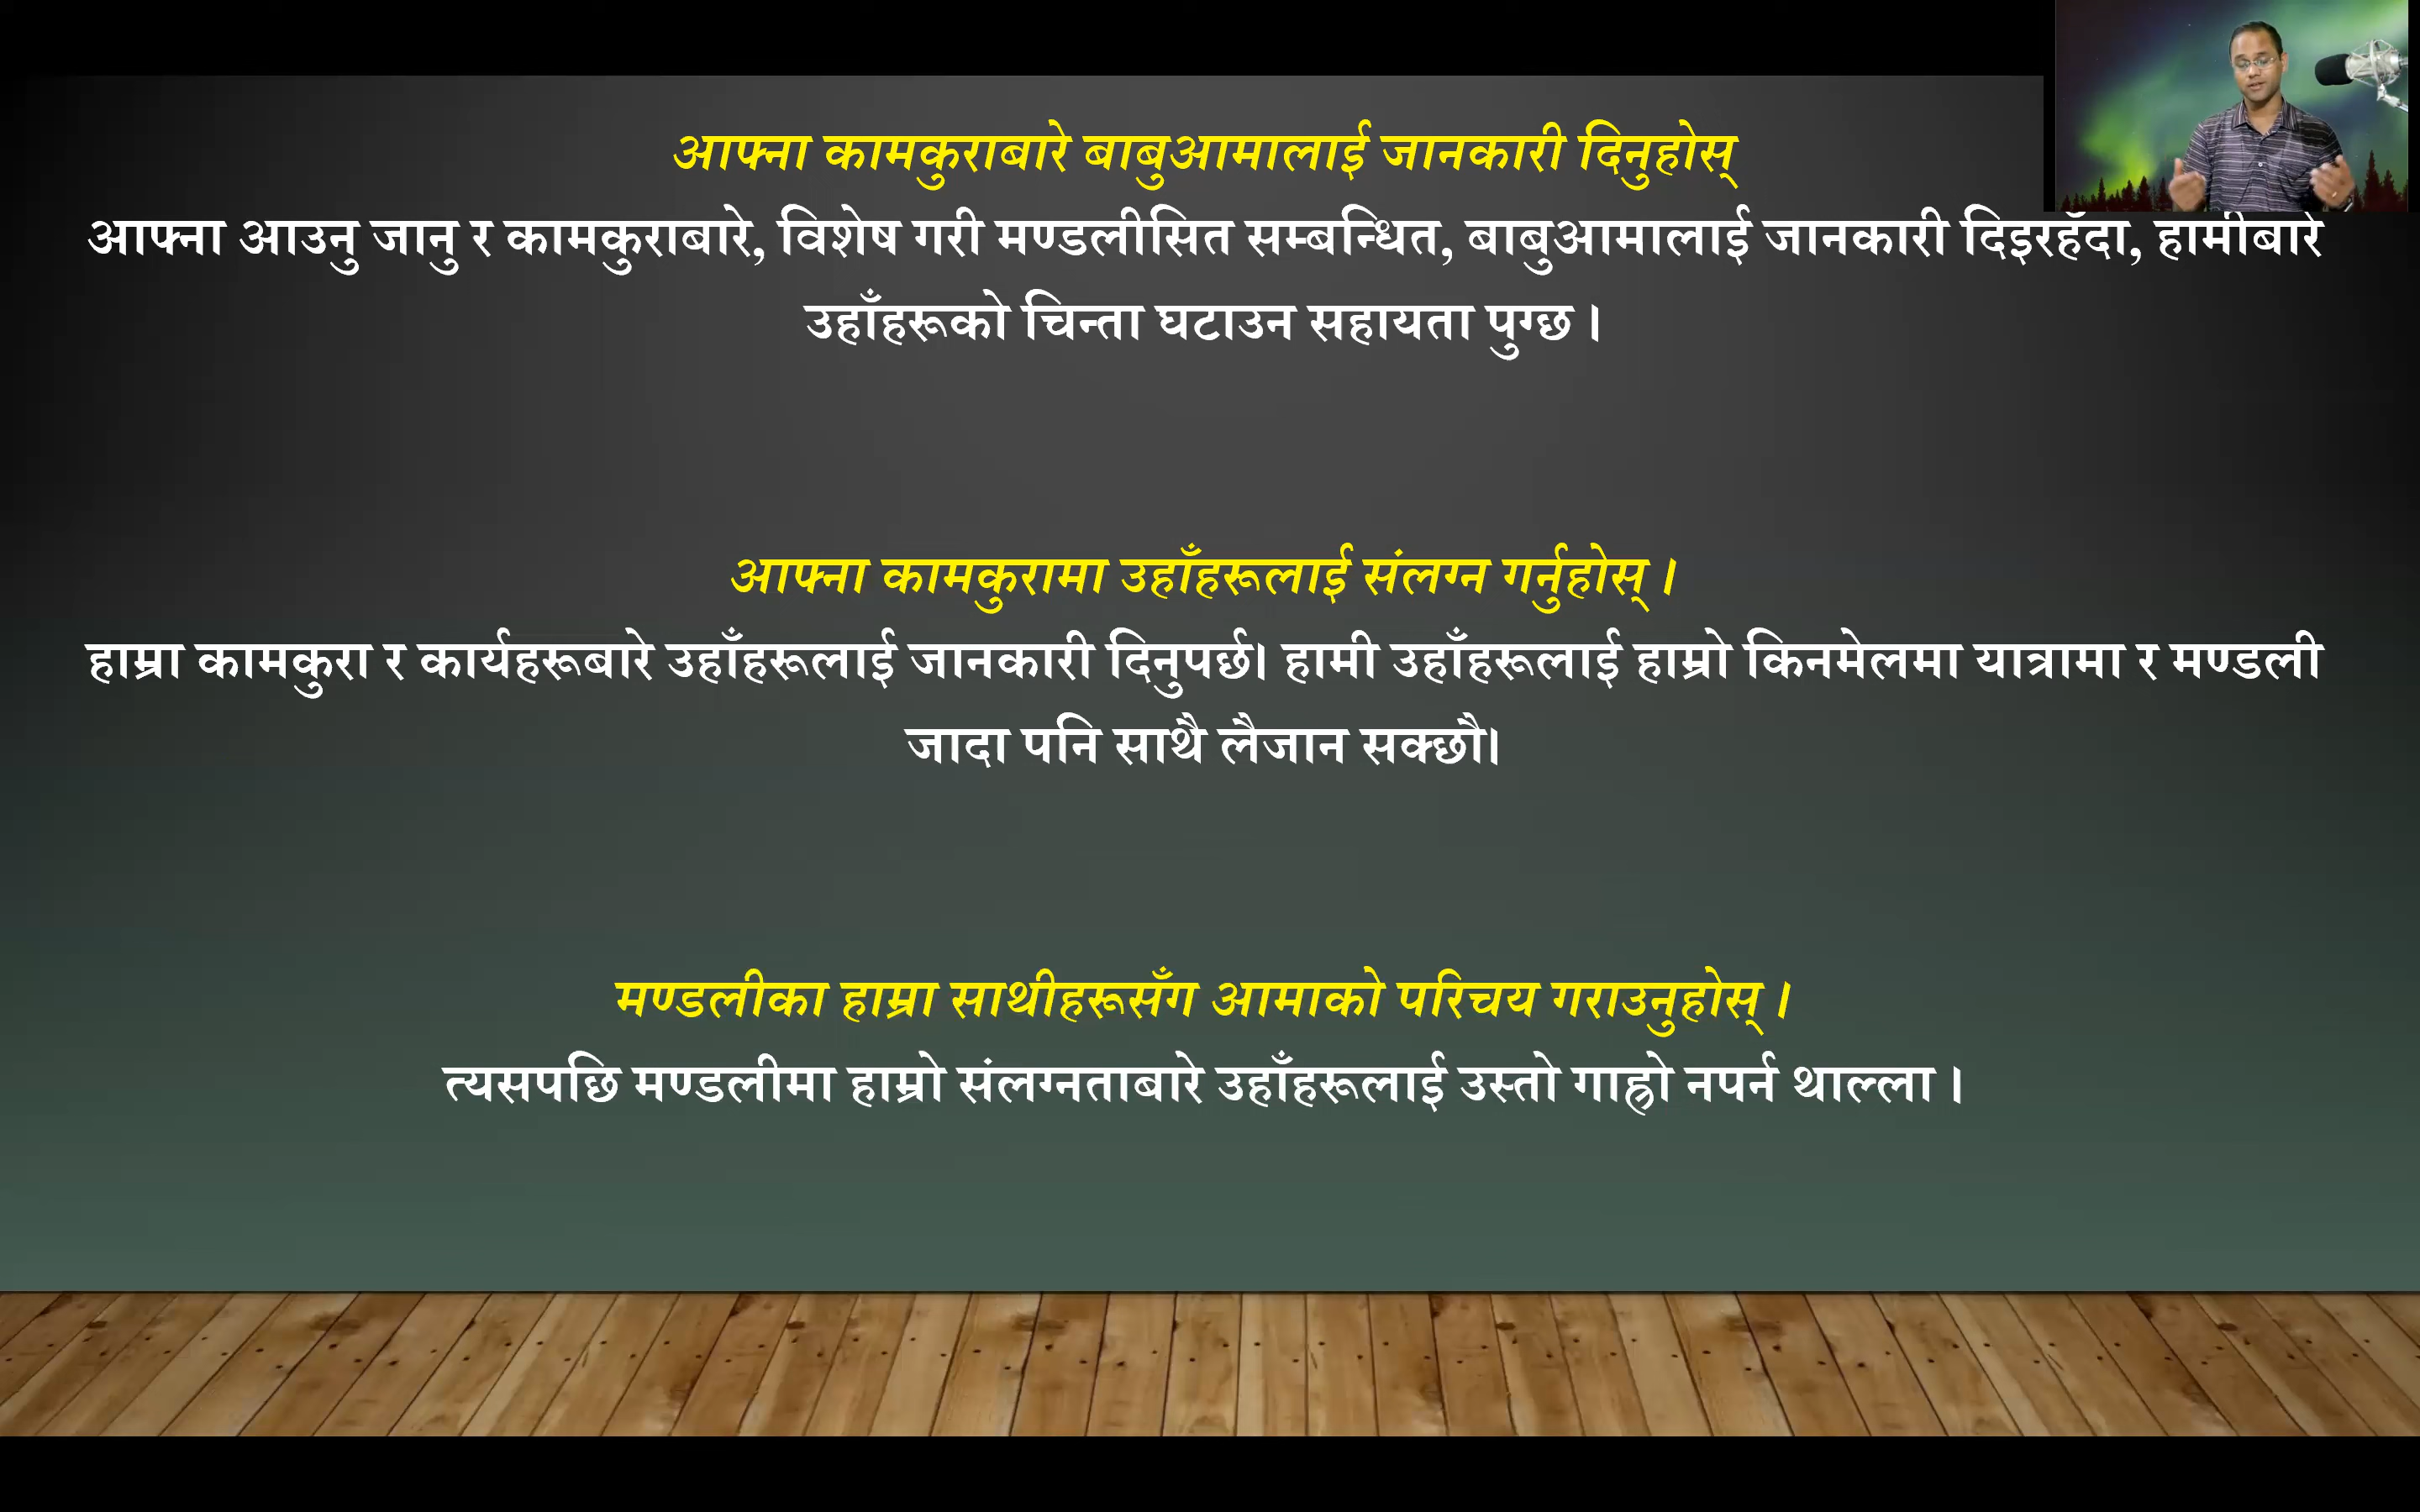 आफ्ना कामकुराबारे बाबुआमालाई जानकारी दिनुहोस्
आफ्ना आउनु जानु र कामकुराबारे, विशेष गरी मण्डलीसित सम्बन्धित, बाबुआमालाई जानकारी दिइरहँदा, हामीबारे
उहाँहरूको चिन्ता घटाउन सहायता पुग्छ ।
आफ्ना कामकुरामा उहाँहरूलाई संलग्न गर्नुहोस् ।
हाम्रा कामकुरा र कार्यहरूबारे उहाँहरूलाई जानकारी दिनुपर्छ। हामी उहाँहरूलाई हाम्रो किनमेलमा यात्रामा र मण्डली
जादा पनि साथै लैजान सक्छौ।
मण्डलीका हाम्रा साथीहरूसँग आमाको परिचय गराउनुहोस् ।
त्यसपछि मण्डलीमा हाम्रो संलग्नताबारे उहाँहरूलाई उस्तो गाह्रो नपर्न थाल्ला ।